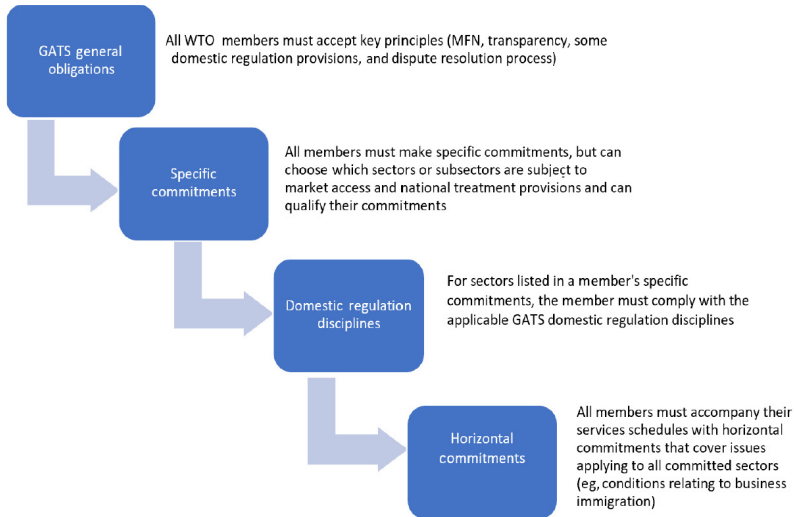 GATS general
obligations
All WTO members must accept key principles (MFN, transparency, some
domestic regulation provisions, and dispute resolution process)
Specific
commitments
All members must make specific commitments, but can
choose which sectors or subsectors are subject to
market access and national treatment provisions and can
qualify their commitments
Domestic regulation
disciplines
For sectors listed in a member's specific
commitments, the member must comply with the
applicable GATS domestic regulation disciplines
Horizontal
commitments
All members must accompany their
services schedules with horizontal
commitments that cover issues
applying to all committed sectors
(eg, conditions relating to business
immigration)